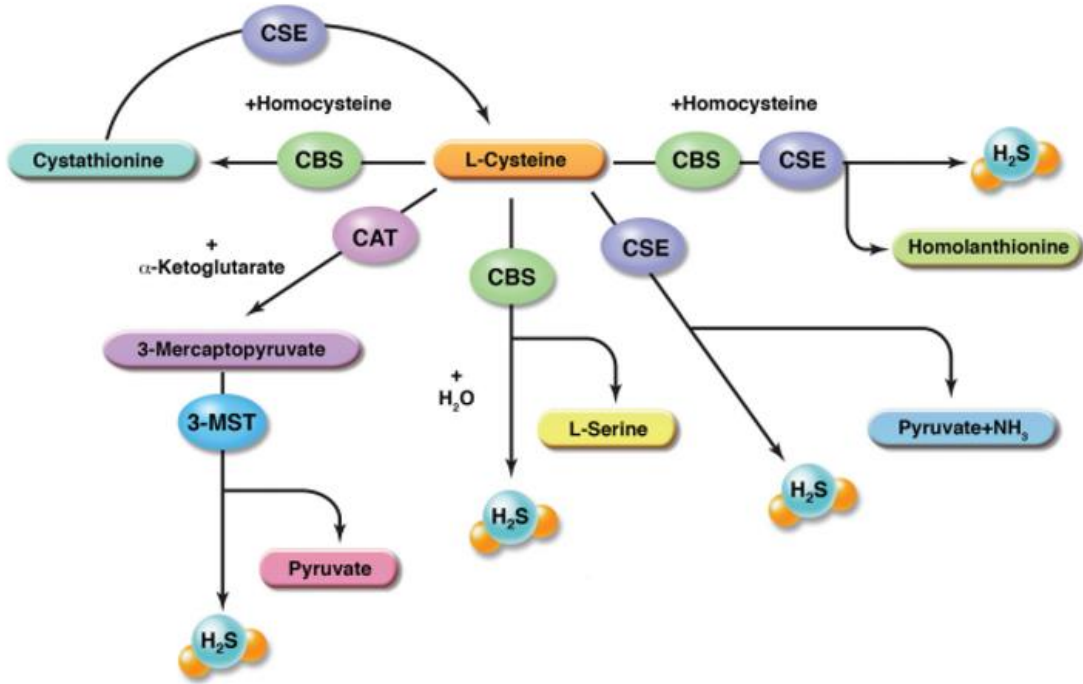 CSE
+Homocysteine
+Homocysteine
Cystathionine
CBS
L-Cysteine
CBS
CSE
H₂S
CAT
CSE
Homolanthionine
+
α-Ketoglutarate
CBS
3-Mercaptopyruvate
+
H₂O
3-MST
L-Serine
Pyruvate+NH₃
H₂S
H₂S
Pyruvate
H₂S